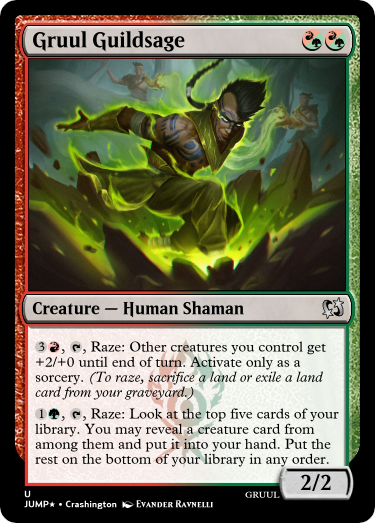 Gruul Guildsage
Creature — Human Shaman
3, , Raze: Other creatures you control get
+2/+0 until end of turn. Activate only as a
sorcery. (To raze, sacrifice a land or exile a land
card from your graveyard.)
1, , Raze: Look at the top five cards of your
library. You may reveal a creature card from
among them and put it into your hand. Put the
rest on the bottom of your library in any order.
2/2
U
JUMP★ • Crashington Evander Ravnelli
GRUUL